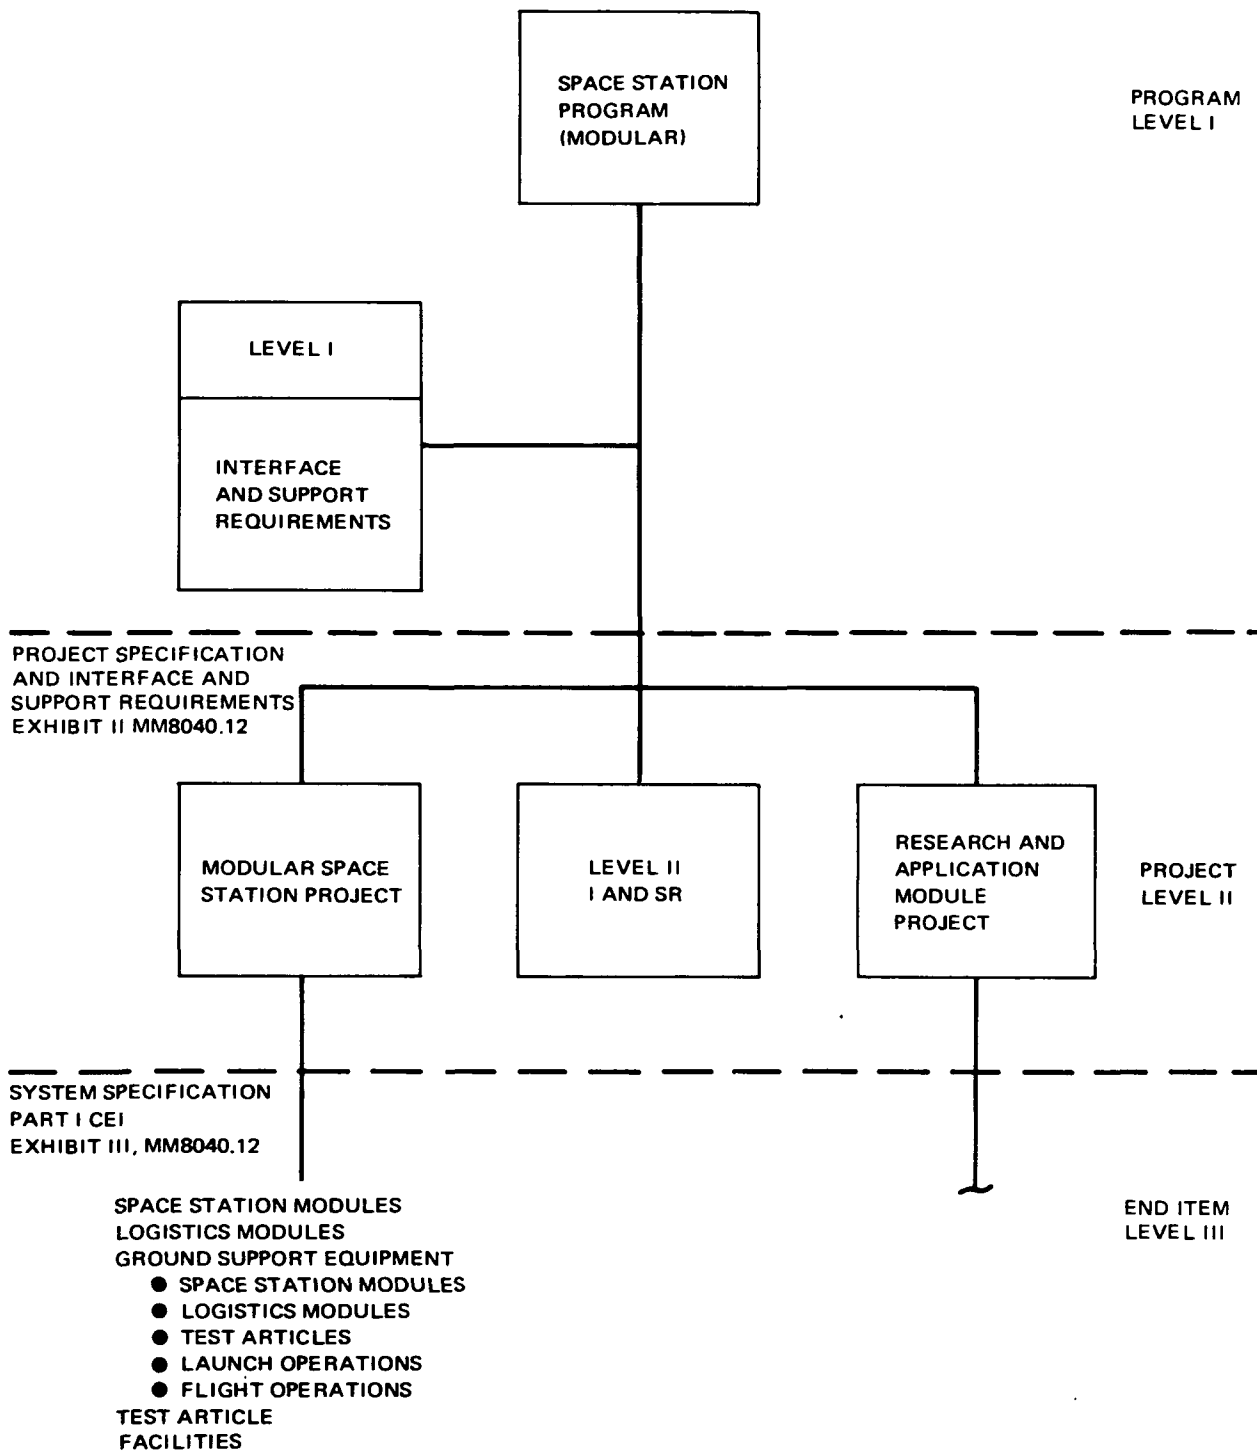 SPACE STATION
PROGRAM
(MODULAR)
PROGRAM
LEVEL I
LEVEL I
INTERFACE
AND SUPPORT
REQUIREMENTS
PROJECT SPECIFICATION
AND INTERFACE AND
SUPPORT REQUIREMENTS
EXHIBIT II MM8040.12
MODULAR SPACE
STATION PROJECT
LEVEL II
I AND SR
RESEARCH AND
APPLICATION
MODULE
PROJECT
PROJECT
LEVEL II
SYSTEM SPECIFICATION
PART I CEI
EXHIBIT III, MM8040.12
SPACE STATION MODULES
LOGISTICS MODULES
GROUND SUPPORT EQUIPMENT
● SPACE STATION MODULES
● LOGISTICS MODULES
● TEST ARTICLES
● LAUNCH OPERATIONS
● FLIGHT OPERATIONS
TEST ARTICLE
FACILITIES
END ITEM
LEVEL III